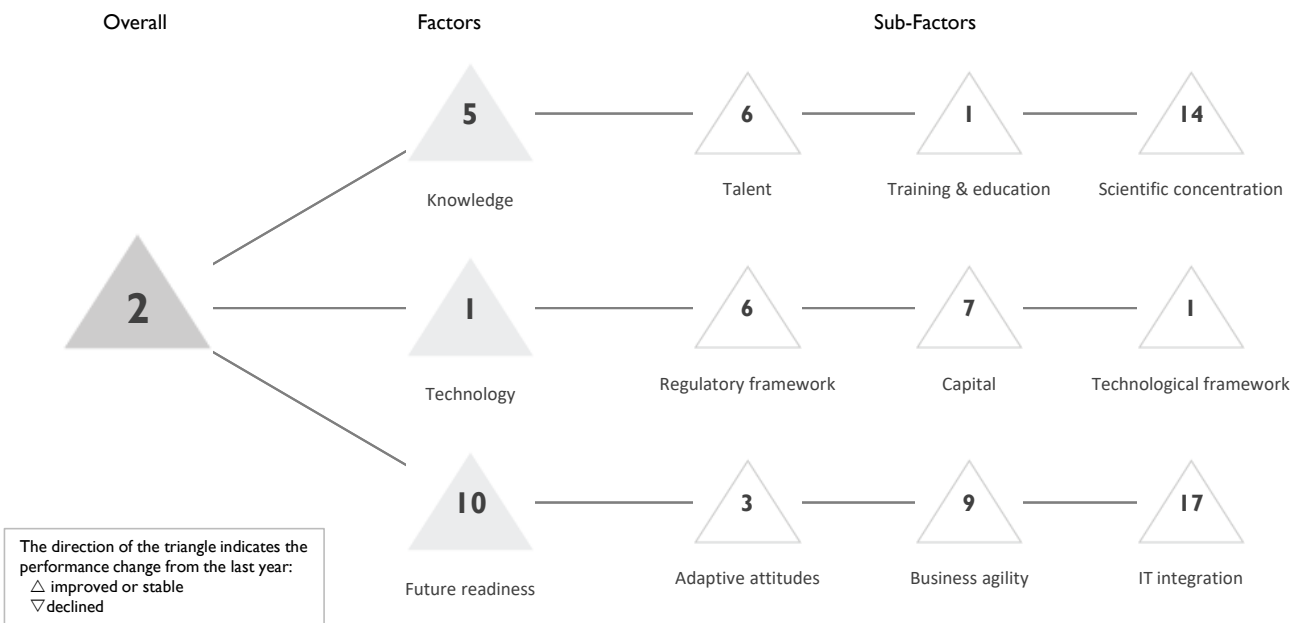 Overall Factors Sub-Factors
5 6 1 14
Knowledge Talent Training & education Scientific concentration
2 1 6 7 1
Technology Regulatory framework Capital Technological framework
10 3 9 17
Future readiness Adaptive attitudes Business agility IT integration
The direction of the triangle indicates the
performance change from the last year:
△ improved or stable
▽ declined